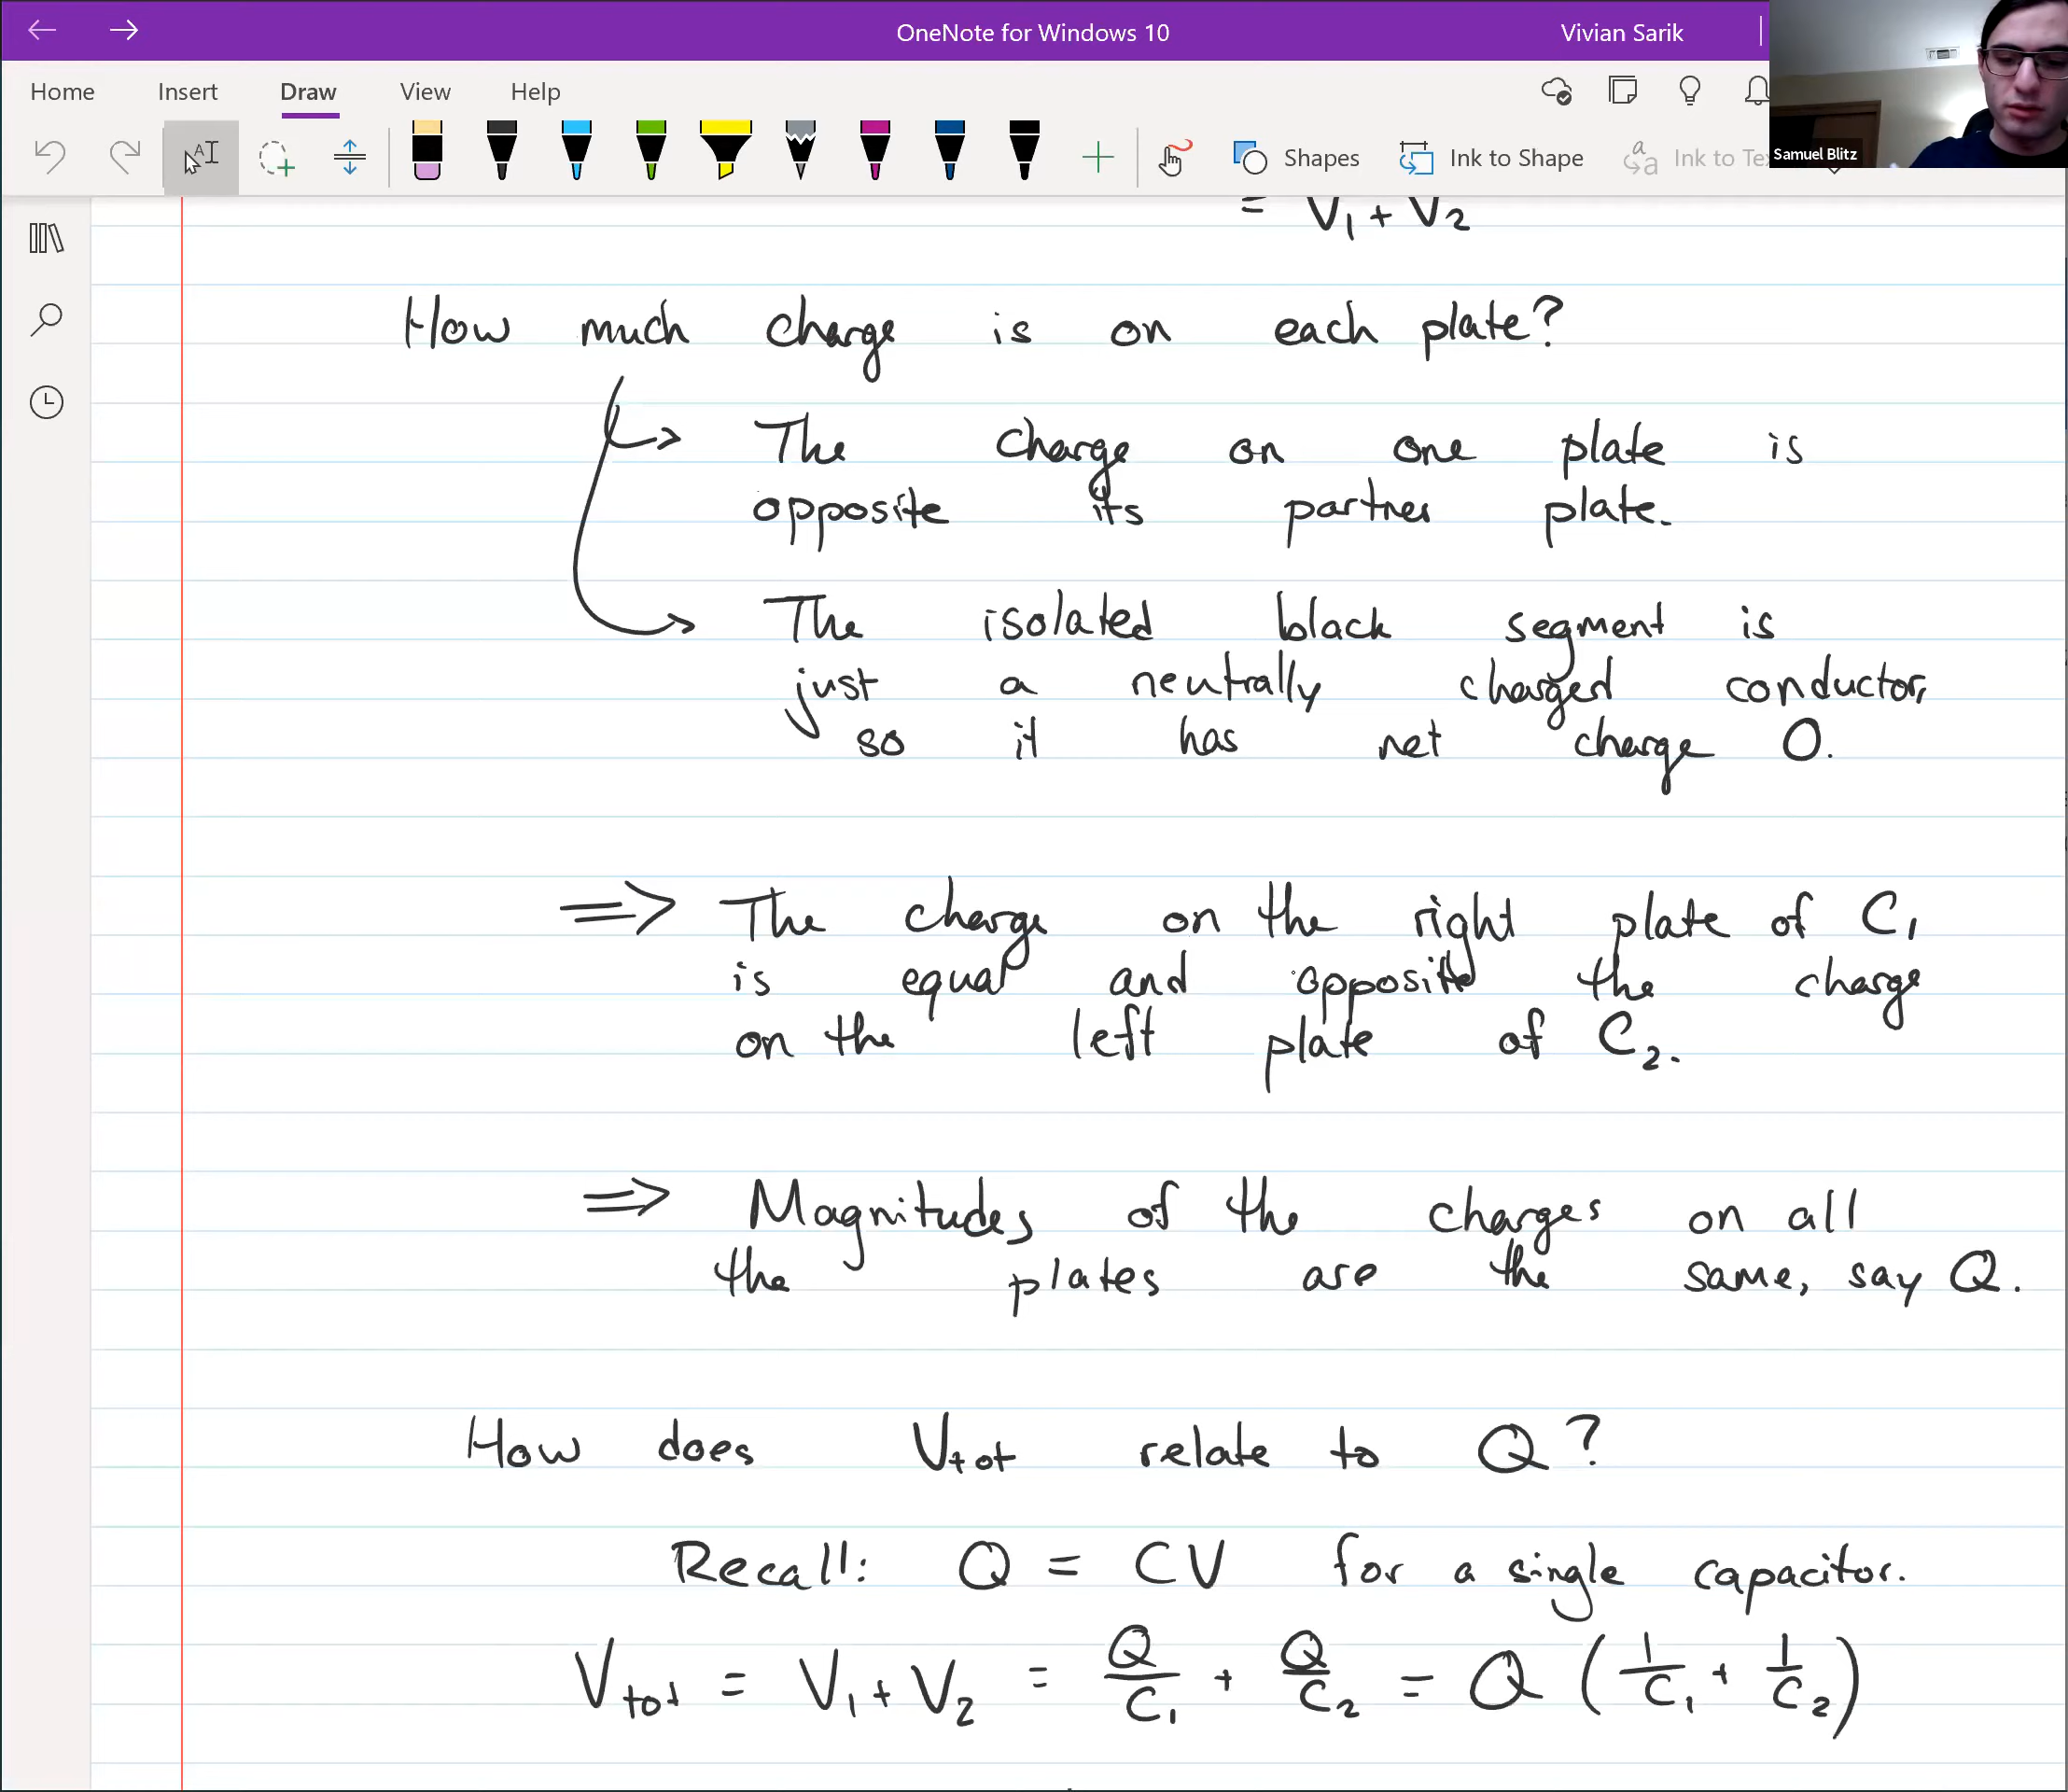 OneNote for Windows 10
Vivian Sarik
Home Insert Draw View Help
Shapes Ink to Shape Ink to Te
Samuel Blitz
= V₁ + V₂
How much charge is on each plate?
The charge on one plate is
opposite its partner plate.
The isolated black segment is
just a neutrally charged conductor,
so it has net charge 0.
⇒ The charge on the right plate of C₁
is equal and opposite the charge
on the left plate of C₂.
⇒ Magnitudes of the charges on all
the plates are the same, say Q.
How does Vtot relate to Q?
Recall: Q = CV for a single capacitor.
Vtot = V₁ + V₂ = Q/C₁ + Q/C₂ = Q (1/C₁ + 1/C₂)